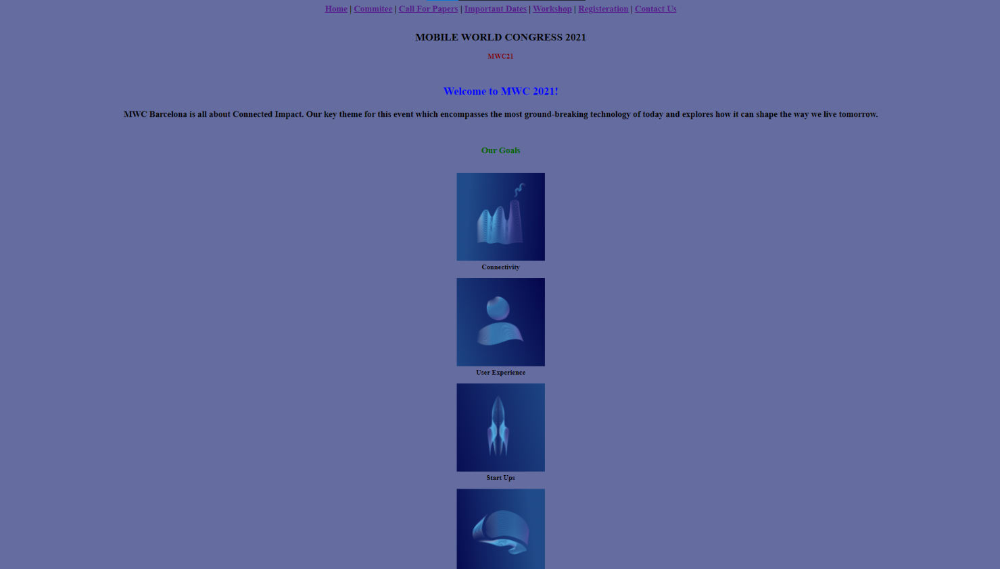 Home | Commitee | Call For Papers | Important Dates | Workshop | Registeration | Contact Us
MOBILE WORLD CONGRESS 2021
MWC21
Welcome to MWC 2021!
MWC Barcelona is all about Connected Impact. Our key theme for this event which encompasses the most ground-breaking technology of today and explores how it can shape the way we live tomorrow.
Our Goals
Connectivity
User Experience
Start Ups